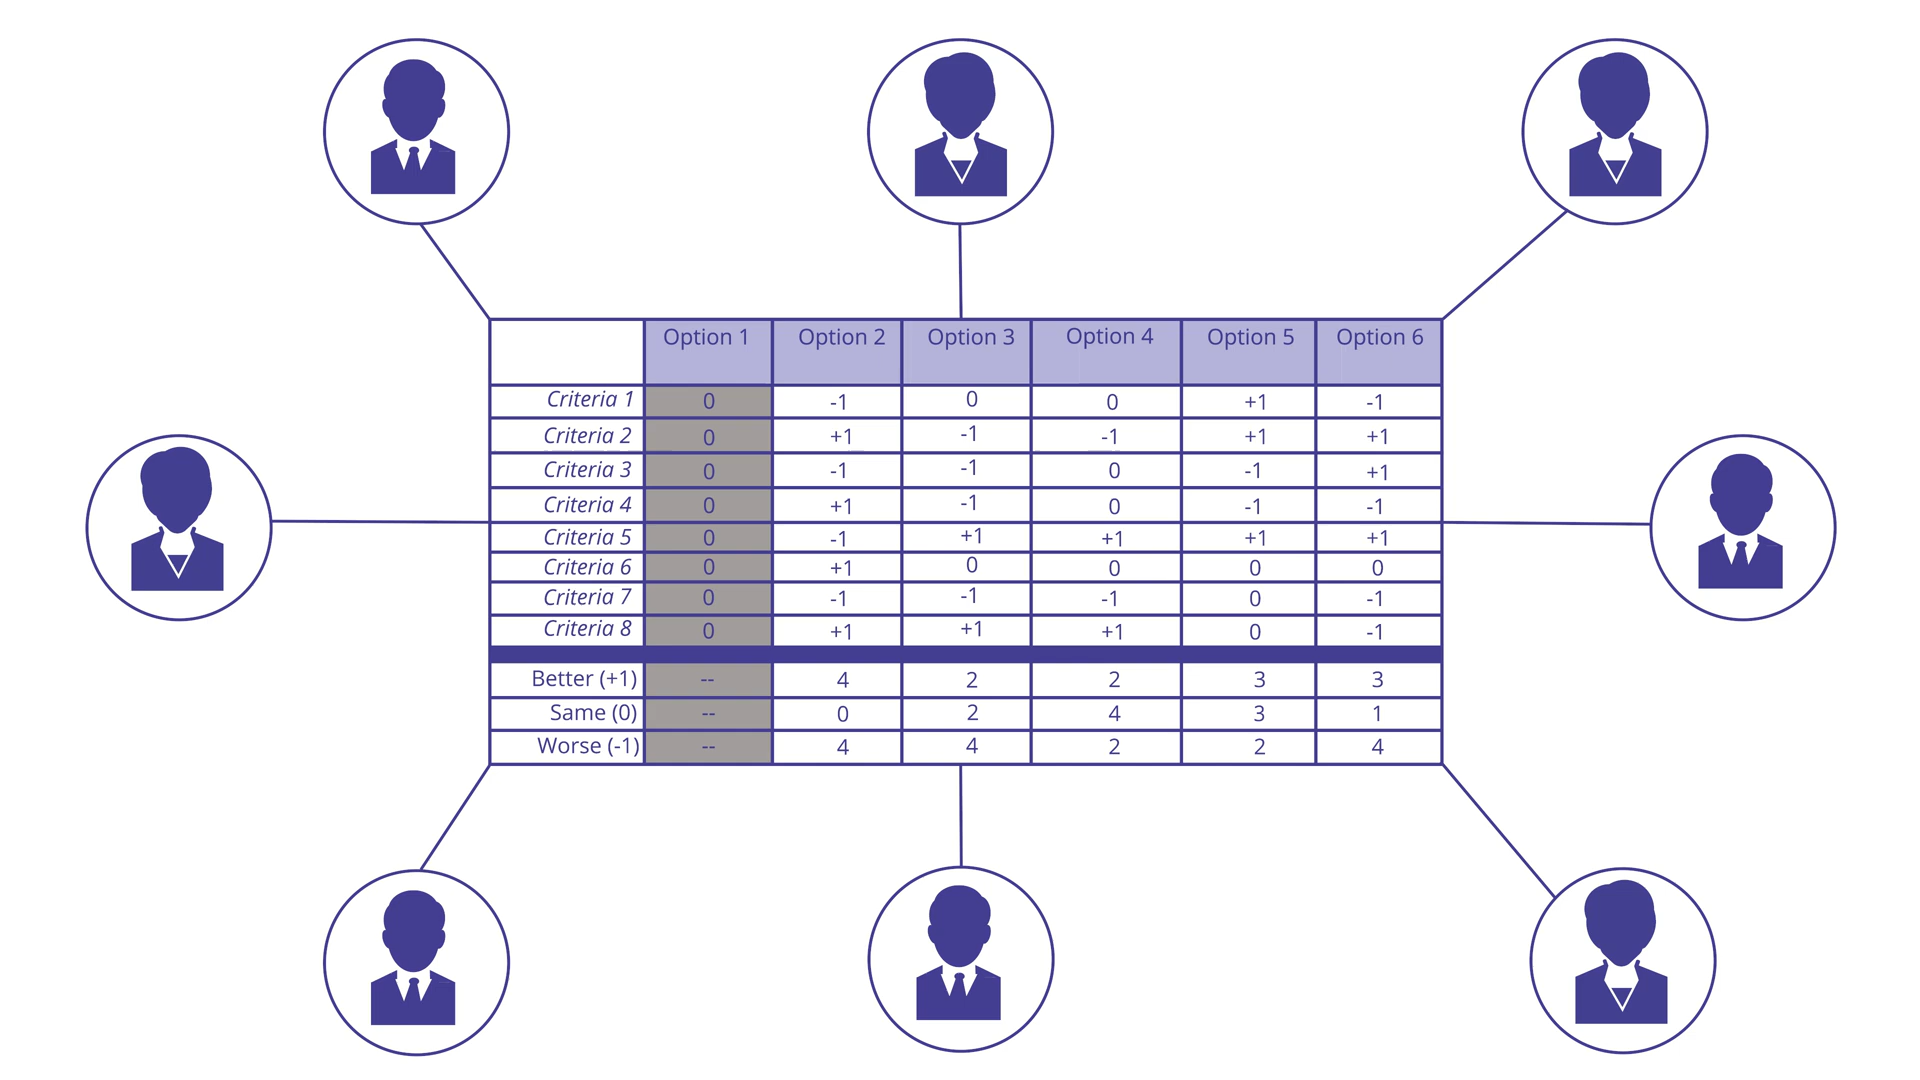 Option 1 Option 2 Option 3 Option 4 Option 5 Option 6
Criteria 1 0 -1 0 0 +1 -1
Criteria 2 0 +1 -1 -1 +1 +1
Criteria 3 0 -1 -1 0 -1 +1
Criteria 4 0 +1 -1 0 -1 -1
Criteria 5 0 -1 +1 +1 +1 +1
Criteria 6 0 +1 0 0 0 0
Criteria 7 0 -1 -1 -1 0 -1
Criteria 8 0 +1 +1 +1 0 -1
Better (+1) -- 4 2 2 3 3
Same (0) -- 0 2 4 3 1
Worse (-1) -- 4 4 2 2 4